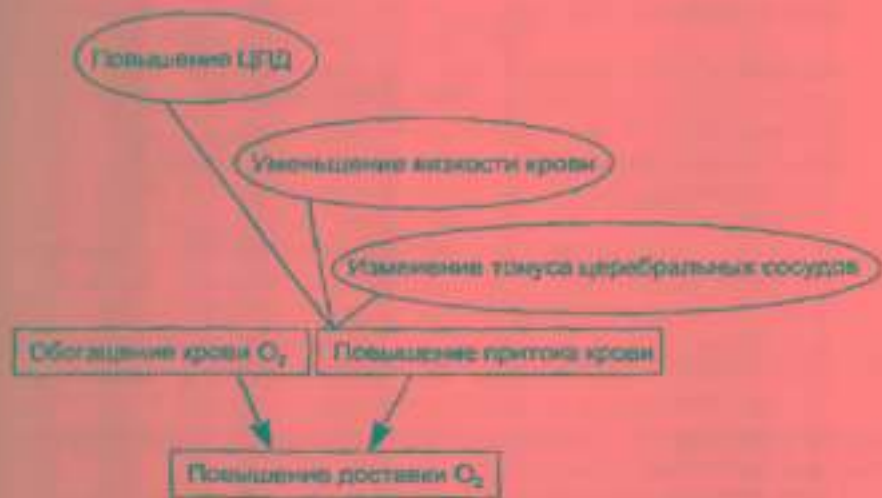 Повышение ЦПД
Уменьшение вязкости крови
Изменение тонуса церебральных сосудов
Обогащение крови O₂
Повышение притока крови
Повышение доставки O₂